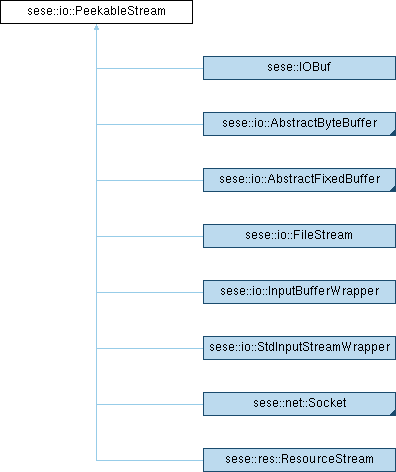 sese::io::PeekableStream
sese::IOBuf
sese::io::AbstractByteBuffer
sese::io::AbstractFixedBuffer
sese::io::FileStream
sese::io::InputBufferWrapper
sese::io::StdInputStreamWrapper
sese::net::Socket
sese::res::ResourceStream